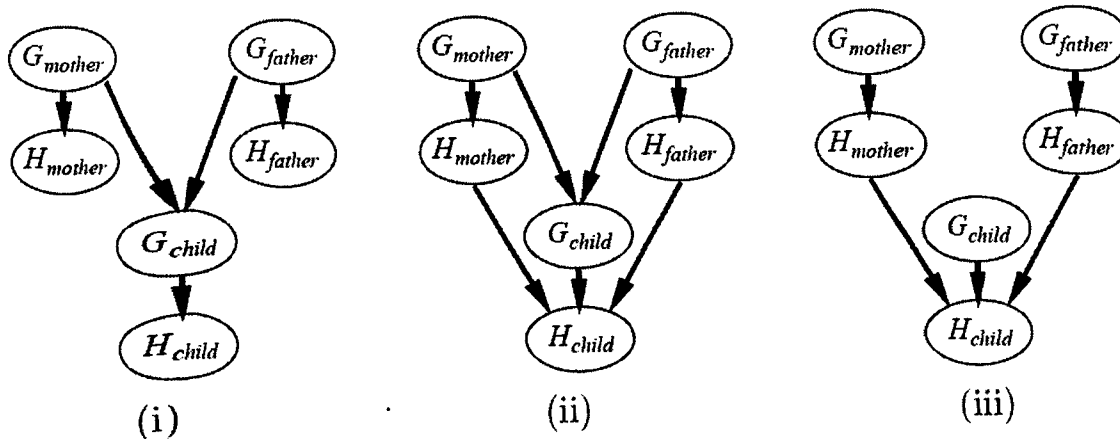 G_mother G_father G_mother G_father G_mother G_father
H_mother H_father H_mother H_father H_mother H_father
G_child G_child G_child
H_child H_child H_child
(i) (ii) (iii)